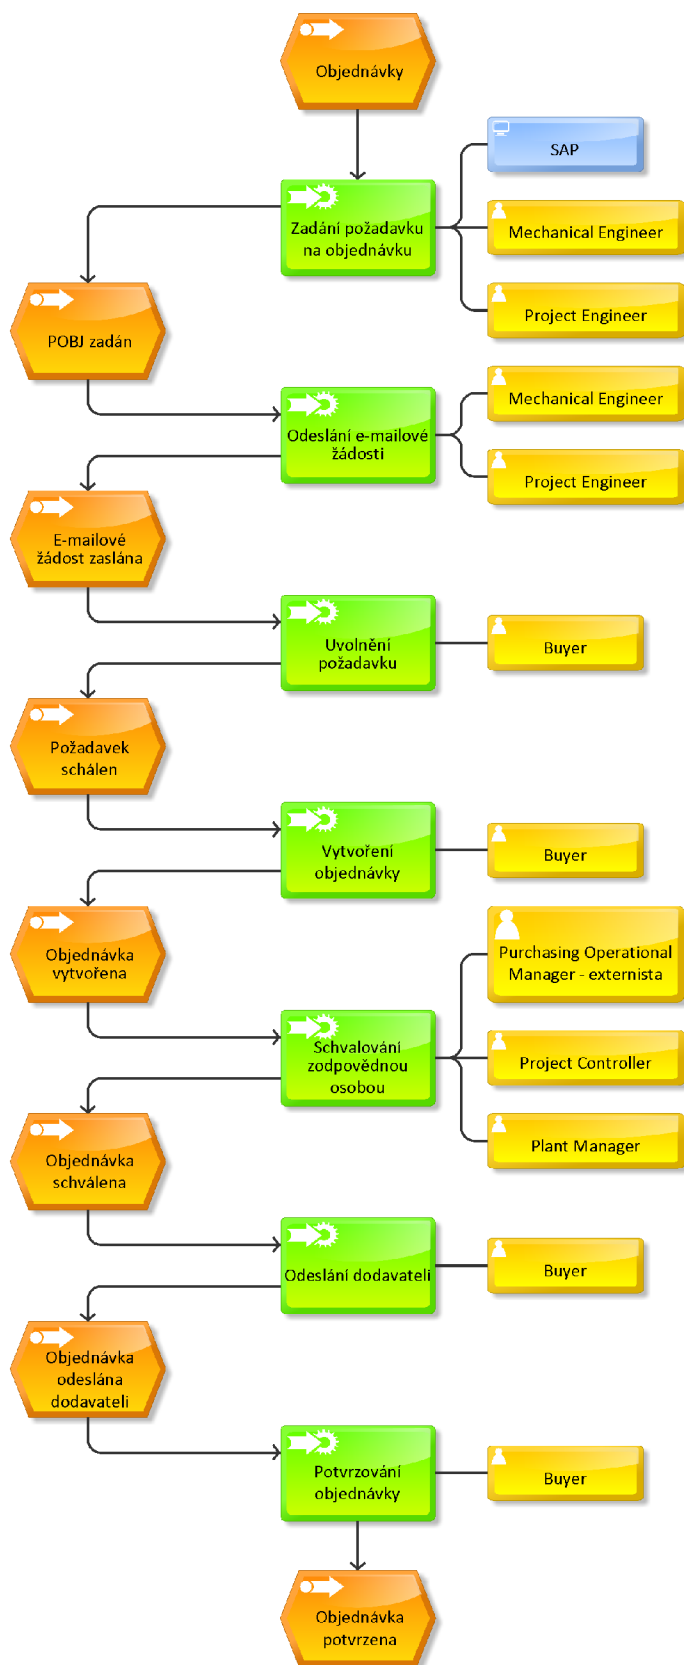 Objednávky
SAP
Zadání požadavku
na objednávku
Mechanical Engineer
Project Engineer
POBJ zadán
Mechanical Engineer
Odeslání e-mailové
žádosti
Project Engineer
E-mailové
žádost zaslána
Uvolnění
požadavku
Buyer
Požadavek
schálen
Vytvoření
objednávky
Buyer
Objednávka
vytvořena
Purchasing Operational
Manager - externista
Schvalování
zodpovědnou
osobou
Project Controller
Plant Manager
Objednávka
schválena
Odeslání dodavateli
Buyer
Objednávka
odeslána
dodavateli
Potvrzování
objednávky
Buyer
Objednávka
potvrzena